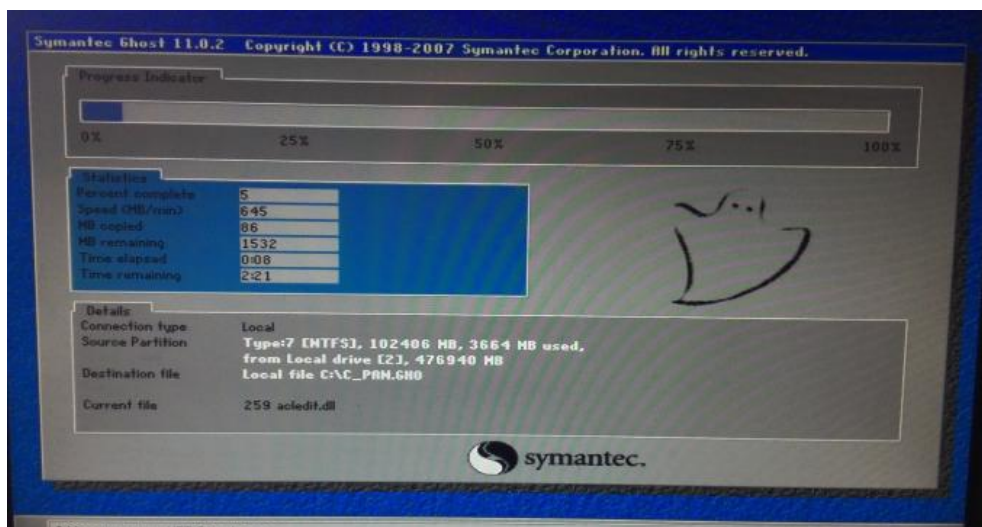 Symantec Ghost 11.0.2 Copyright (C) 1998-2007 Symantec Corporation. All rights reserved.
Progress Indicator
0% 25% 50% 75% 100%
Statistics
Percent complete 5
Speed (MB/min) 645
MB copied 86
MB remaining 1532
Time elapsed 0:08
Time remaining 2:21
Details
Connection type Local
Source Partition Type:7 [NTFS], 102406 MB, 3664 MB used,
from Local drive [2], 476940 MB
Destination file Local file C:\C_PAN.GHO
Current file 259 acledit.dll
symantec.